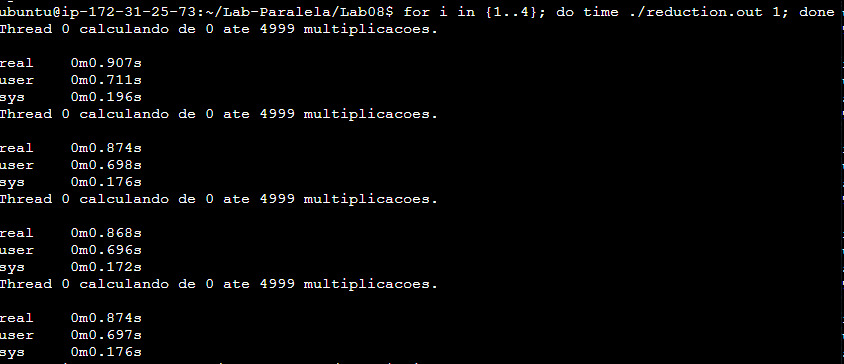 ubuntu@ip-172-31-25-73:~/Lab-Paralela/Lab08$ for i in {1..4}; do time ./reduction.out 1; done
Thread 0 calculando de 0 ate 4999 multiplicacoes.
real 0m0.907s
user 0m0.711s
sys 0m0.196s
Thread 0 calculando de 0 ate 4999 multiplicacoes.
real 0m0.874s
user 0m0.698s
sys 0m0.176s
Thread 0 calculando de 0 ate 4999 multiplicacoes.
real 0m0.868s
user 0m0.696s
sys 0m0.172s
Thread 0 calculando de 0 ate 4999 multiplicacoes.
real 0m0.874s
user 0m0.697s
sys 0m0.176s